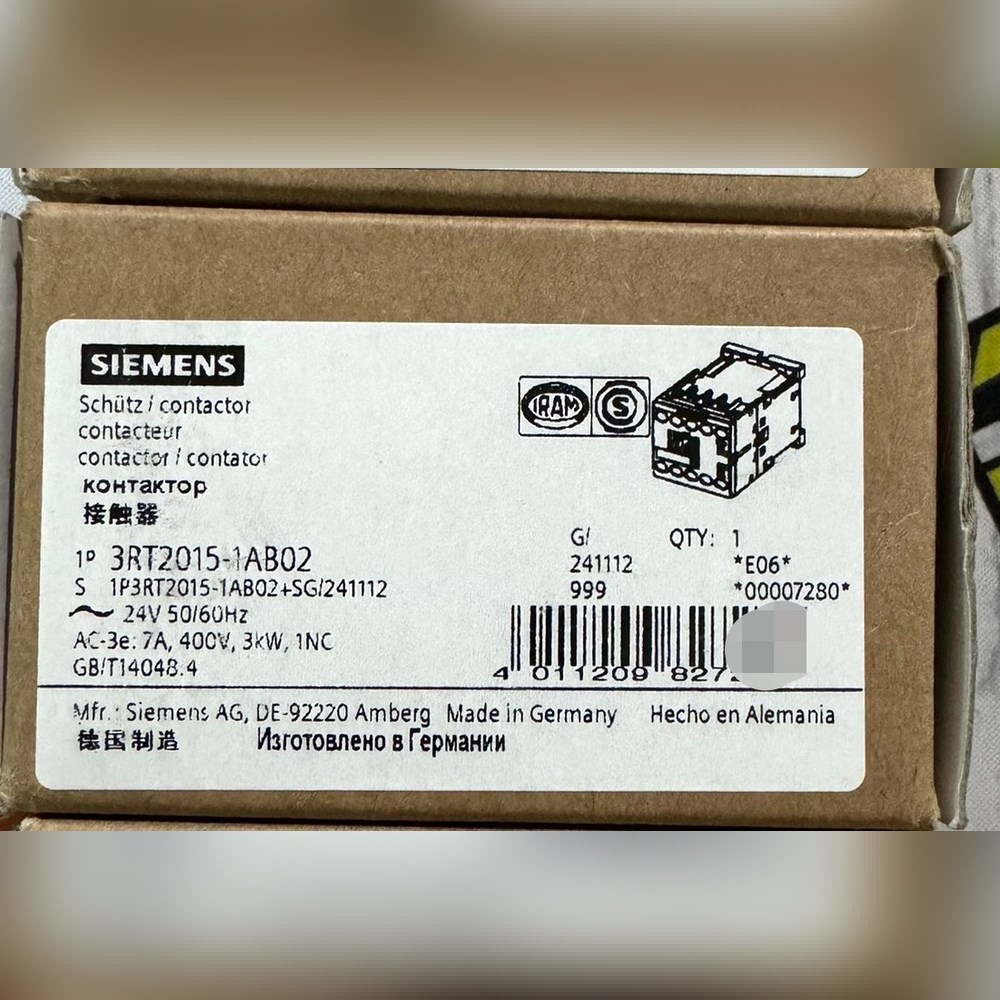 SIEMENS
Schütz / contactor
contacteur
contactor / contator
контактор
接触器
IRAM S
1P 3RT2015-1AB02
S 1P3RT2015-1AB02+SG/241112
~ 24V 50/60Hz
AC-3e: 7A, 400V, 3kW, 1NC
GB/T14048.4
G/ QTY: 1
241112 *E06*
999 *00007280*
4 011209 827
Mfr.: Siemens AG, DE-92220 Amberg Made in Germany Hecho en Alemania
德国制造 Изготовлено в Германии